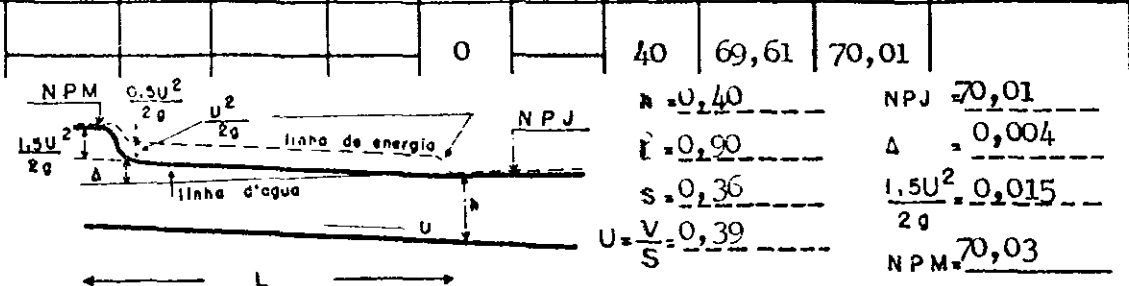 0 40 69,61 70,01
NPM 0,5U²/2g U²/2g NPJ
1,5U²/2g linha de energia
Δ linha d'agua
h
U
L
h = 0,40
ℓ = 0,90
S = 0,36
U = V/S = 0,39
NPJ = 70,01
Δ = 0,004
1,5U²/2g = 0,015
NPM = 70,03